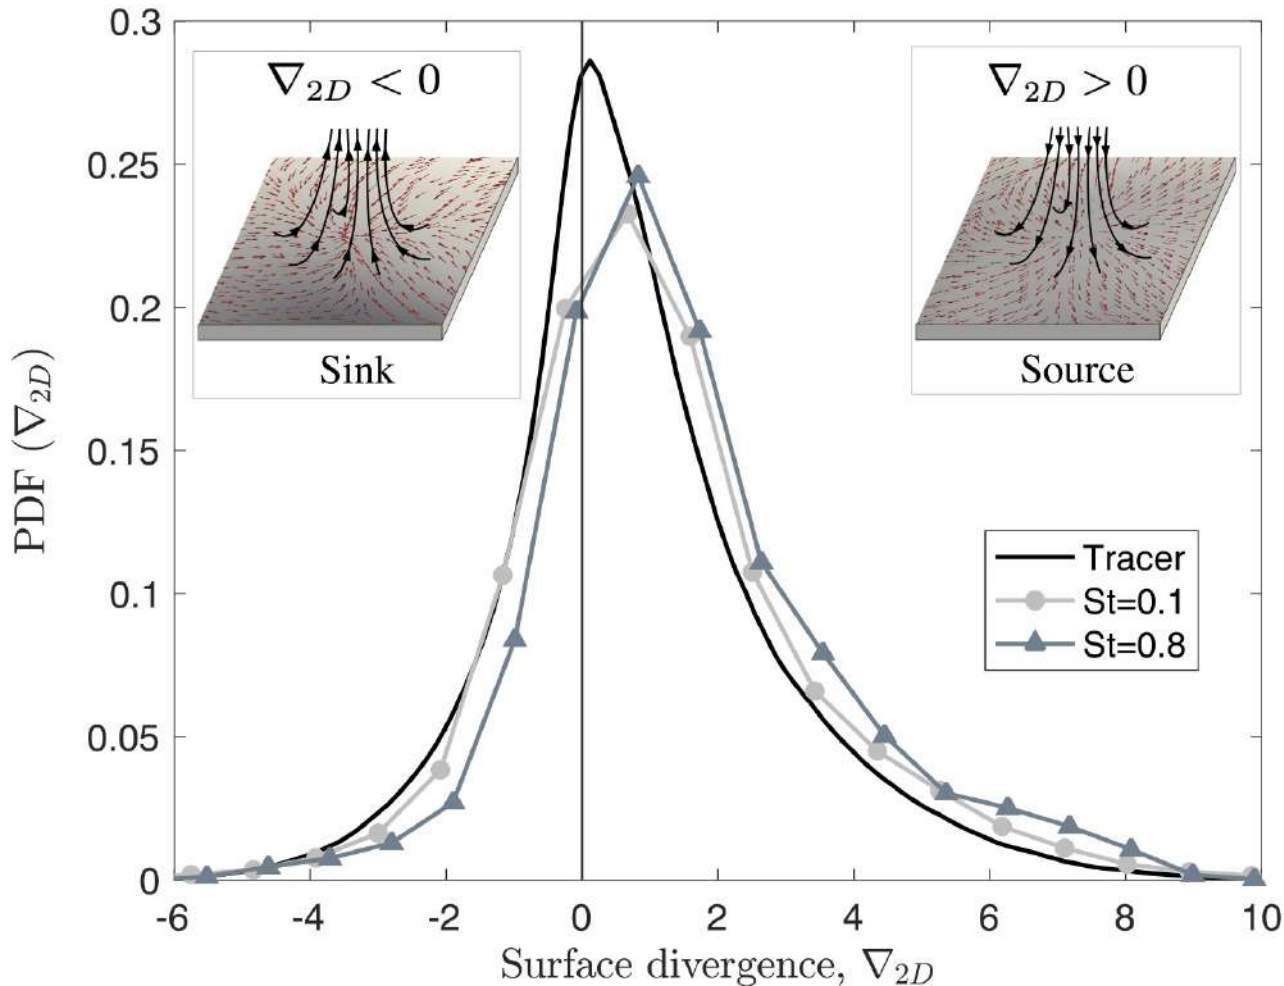 0.3
0.25
0.2
0.15
0.1
0.05
0
PDF (∇2D)
∇2D < 0
Sink
∇2D > 0
Source
Tracer
St=0.1
St=0.8
-6 -4 -2 0 2 4 6 8 10
Surface divergence, ∇2D